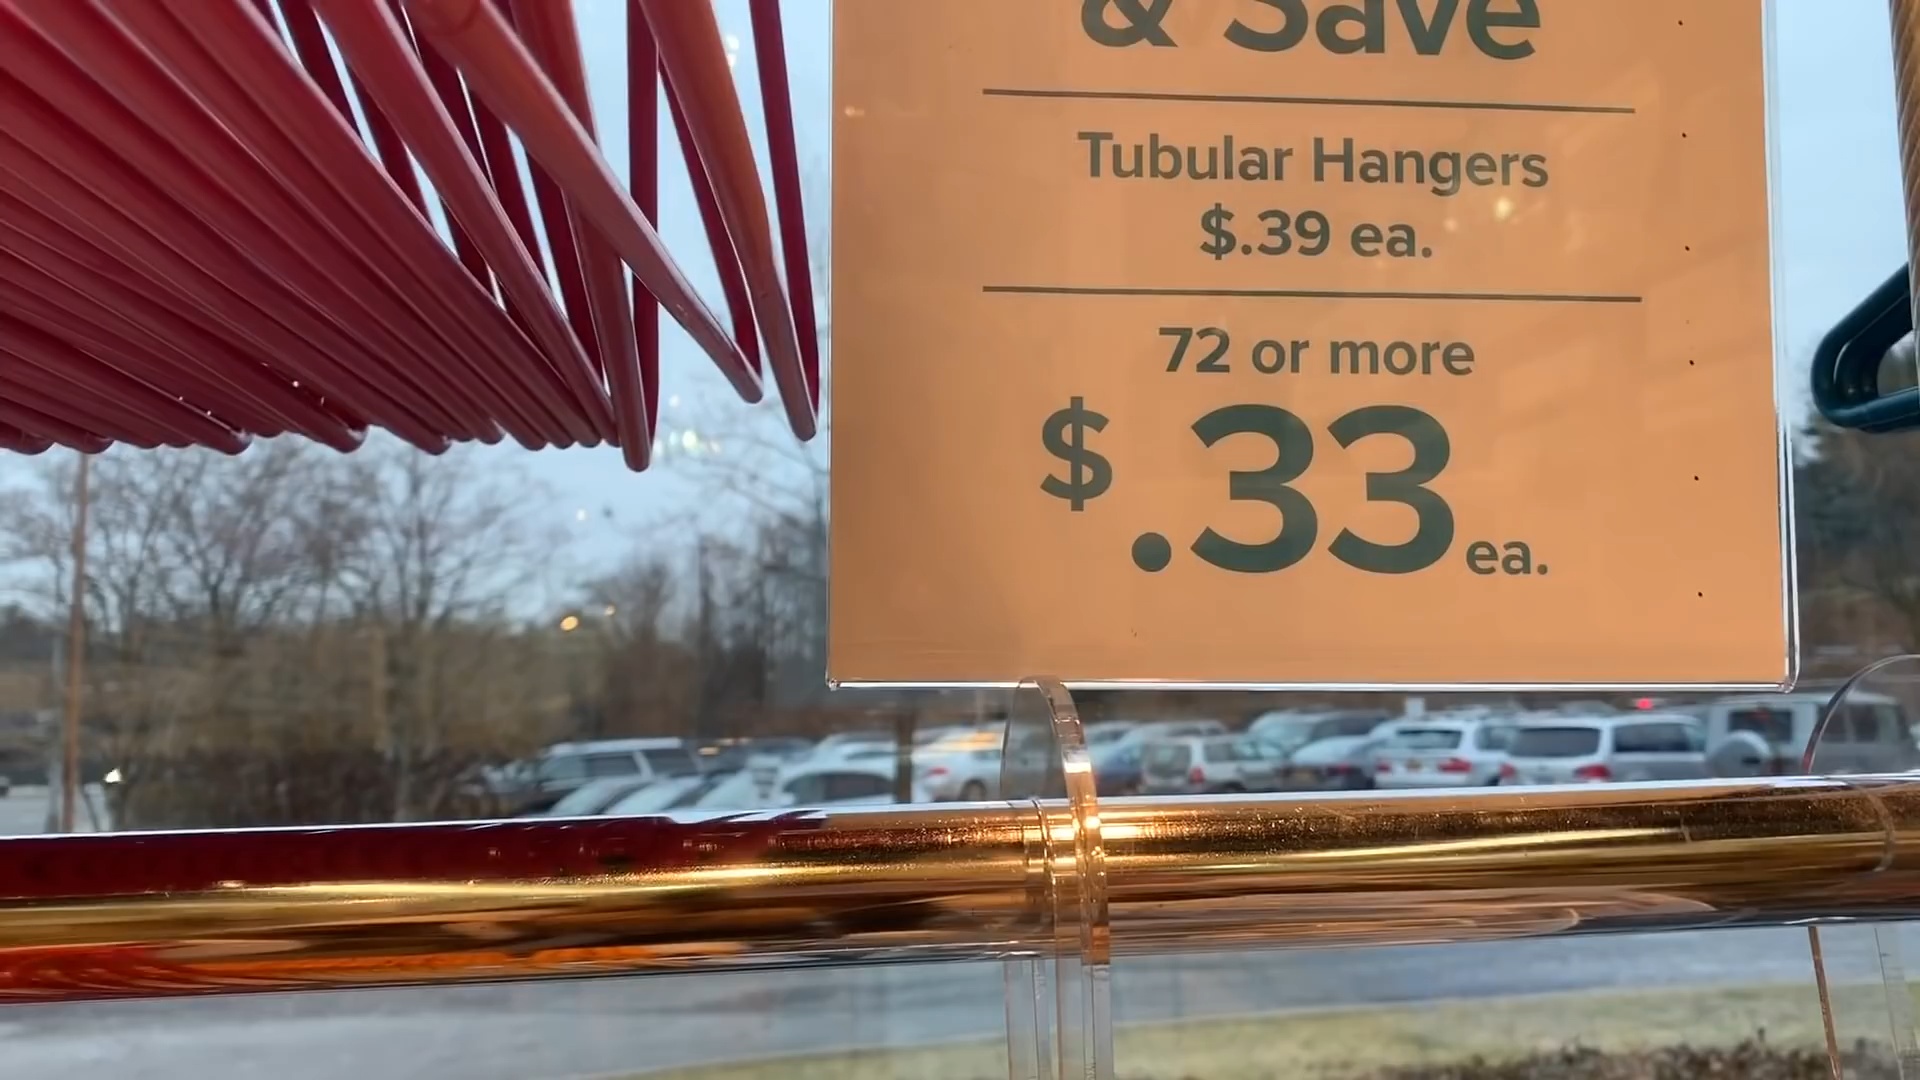 & Save
Tubular Hangers
$.39 ea.
72 or more
$.33 ea.